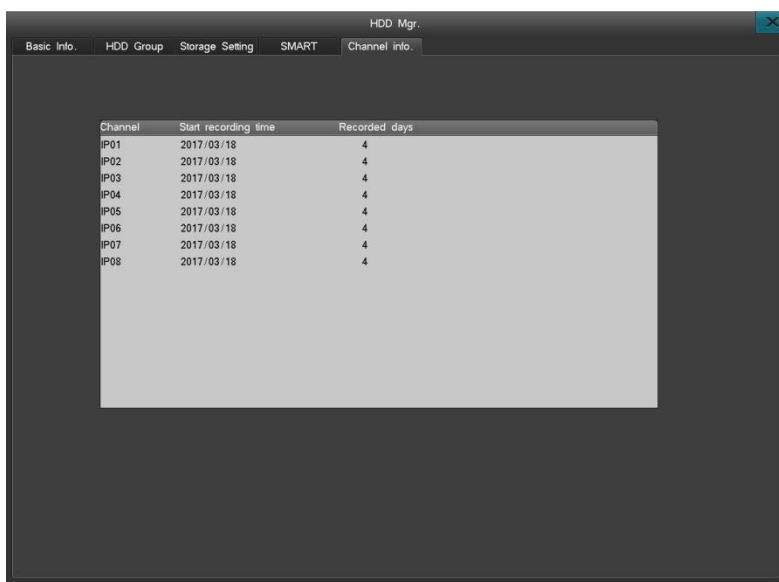 HDD Mgr.
Basic Info. HDD Group Storage Setting SMART Channel info.
Channel Start recording time Recorded days
IP01 2017/03/18 4
IP02 2017/03/18 4
IP03 2017/03/18 4
IP04 2017/03/18 4
IP05 2017/03/18 4
IP06 2017/03/18 4
IP07 2017/03/18 4
IP08 2017/03/18 4